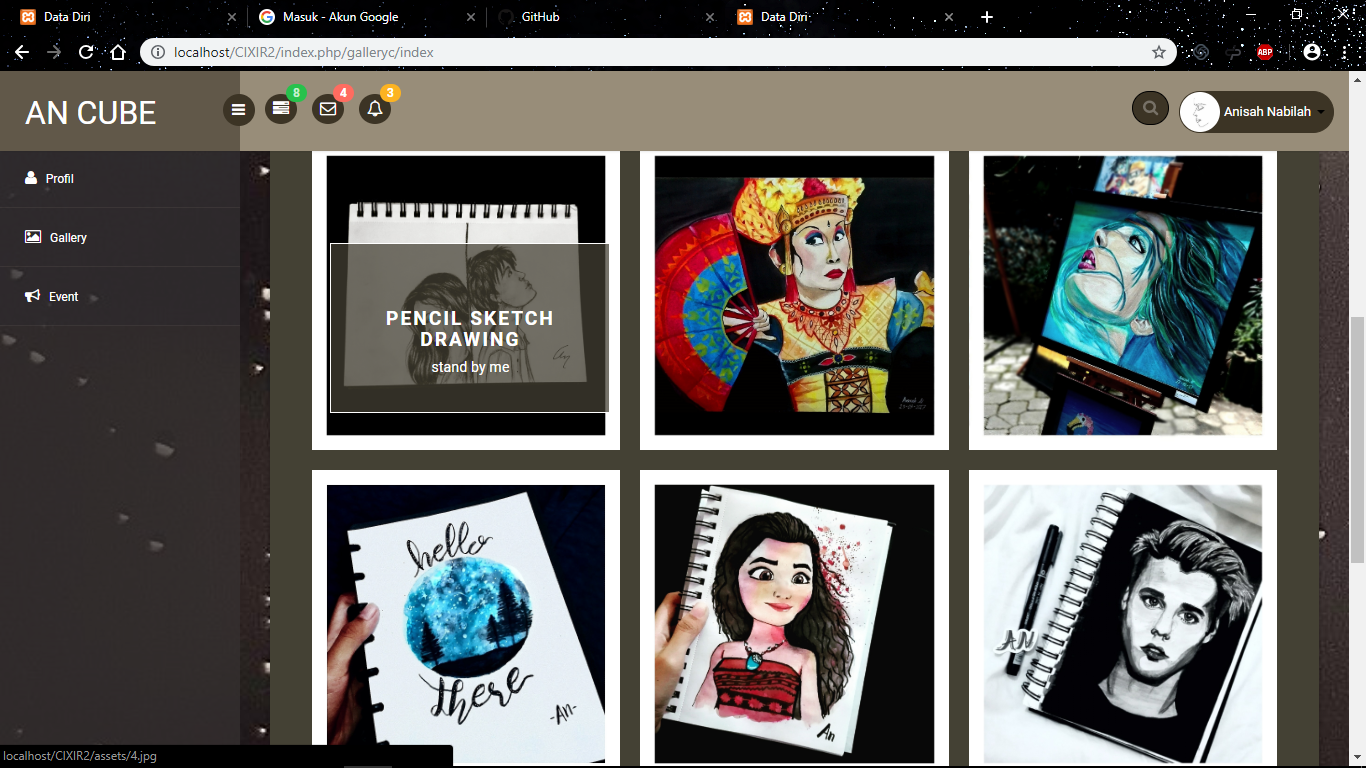 Data Diri
Masuk - Akun Google
GitHub
Data Diri
localhost/CIXIR2/index.php/galleryc/index
ABP
AN CUBE
8
4
3
Anisah Nabilah
Profil
Gallery
Event
PENCIL SKETCH
DRAWING
stand by me
hello
there
-An-
An
AN
localhost/CIXIR2/assets/4.jpg